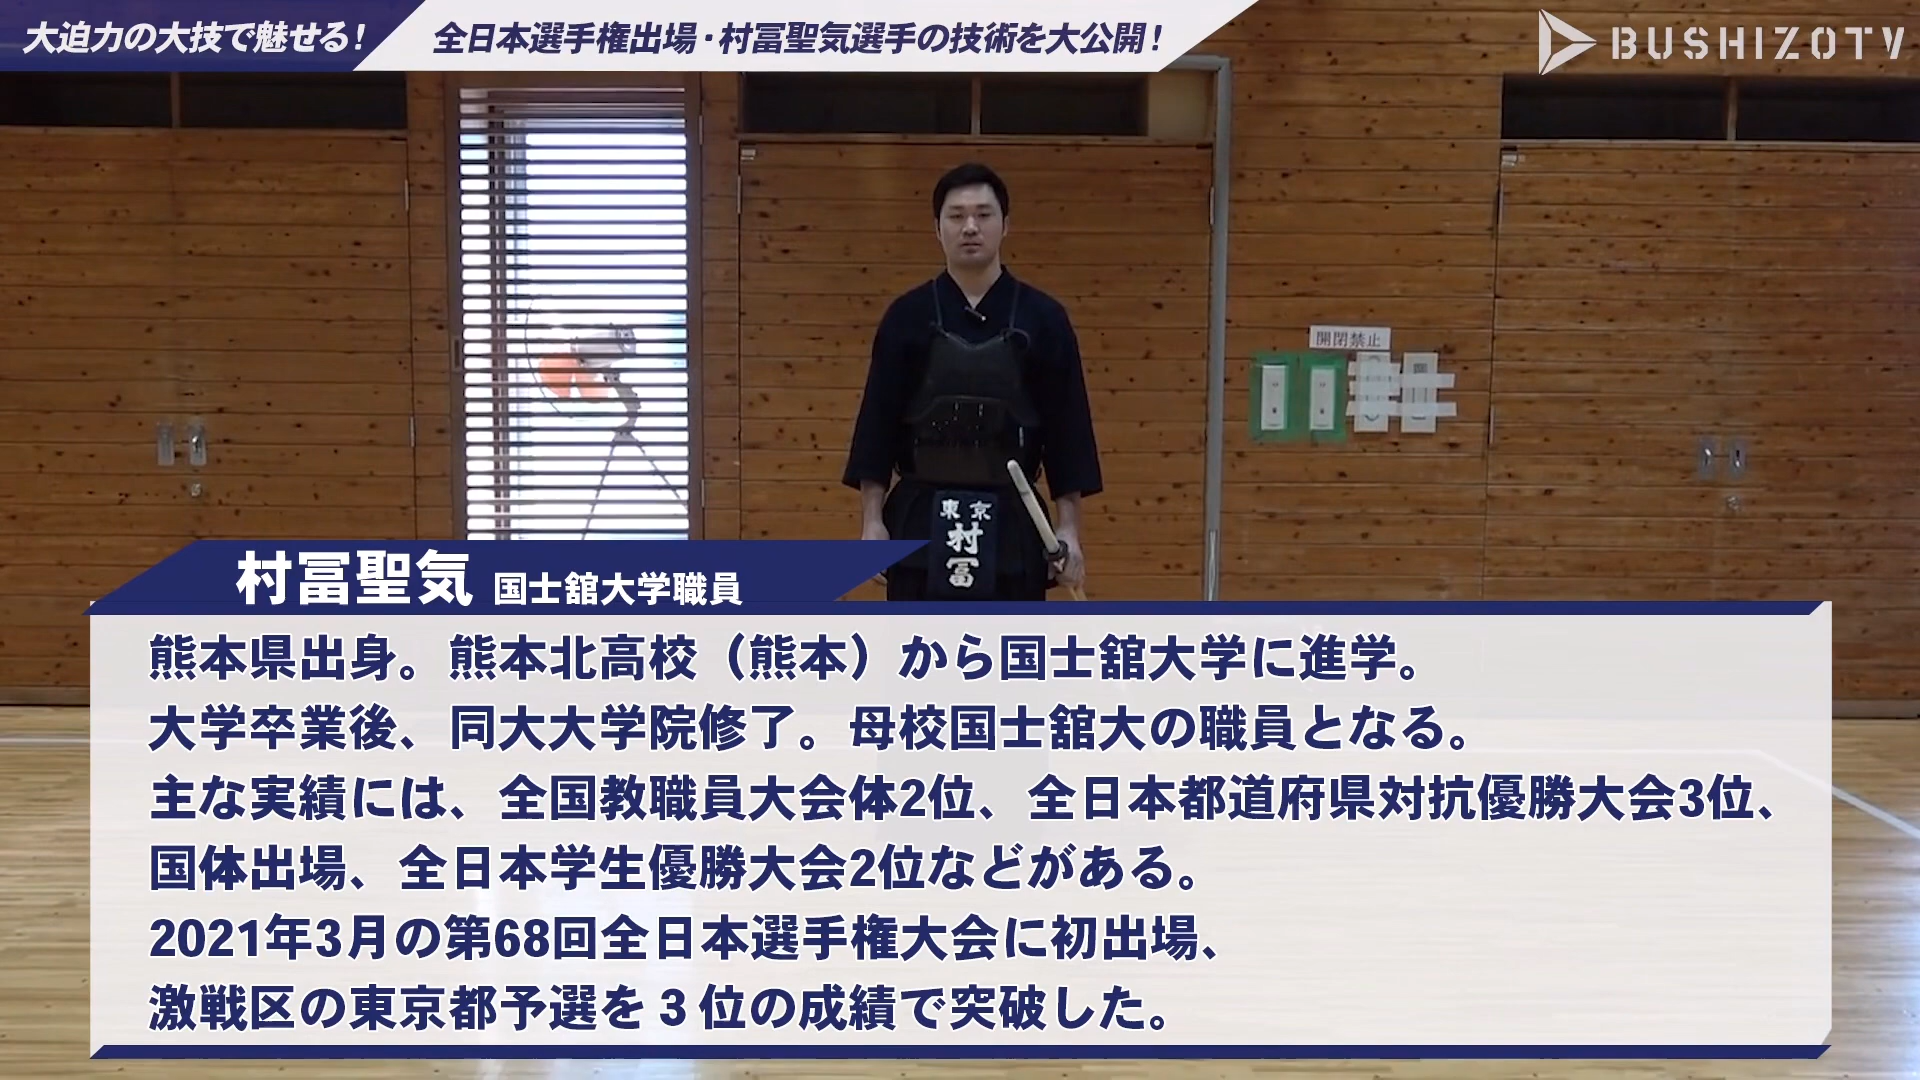 大迫力の大技で魅せる！ 全日本選手権出場・村冨聖気選手の技術を大公開！
BUSHIZOTV
開閉禁止
東京
村冨
村冨聖気 国士舘大学職員
熊本県出身。熊本北高校（熊本）から国士舘大学に進学。
大学卒業後、同大大学院修了。母校国士舘大の職員となる。
主な実績には、全国教職員大会団体2位、全日本都道府県対抗優勝大会3位、
国体出場、全日本学生優勝大会2位などがある。
2021年3月の第68回全日本選手権大会に初出場、
激戦区の東京都予選を３位の成績で突破した。